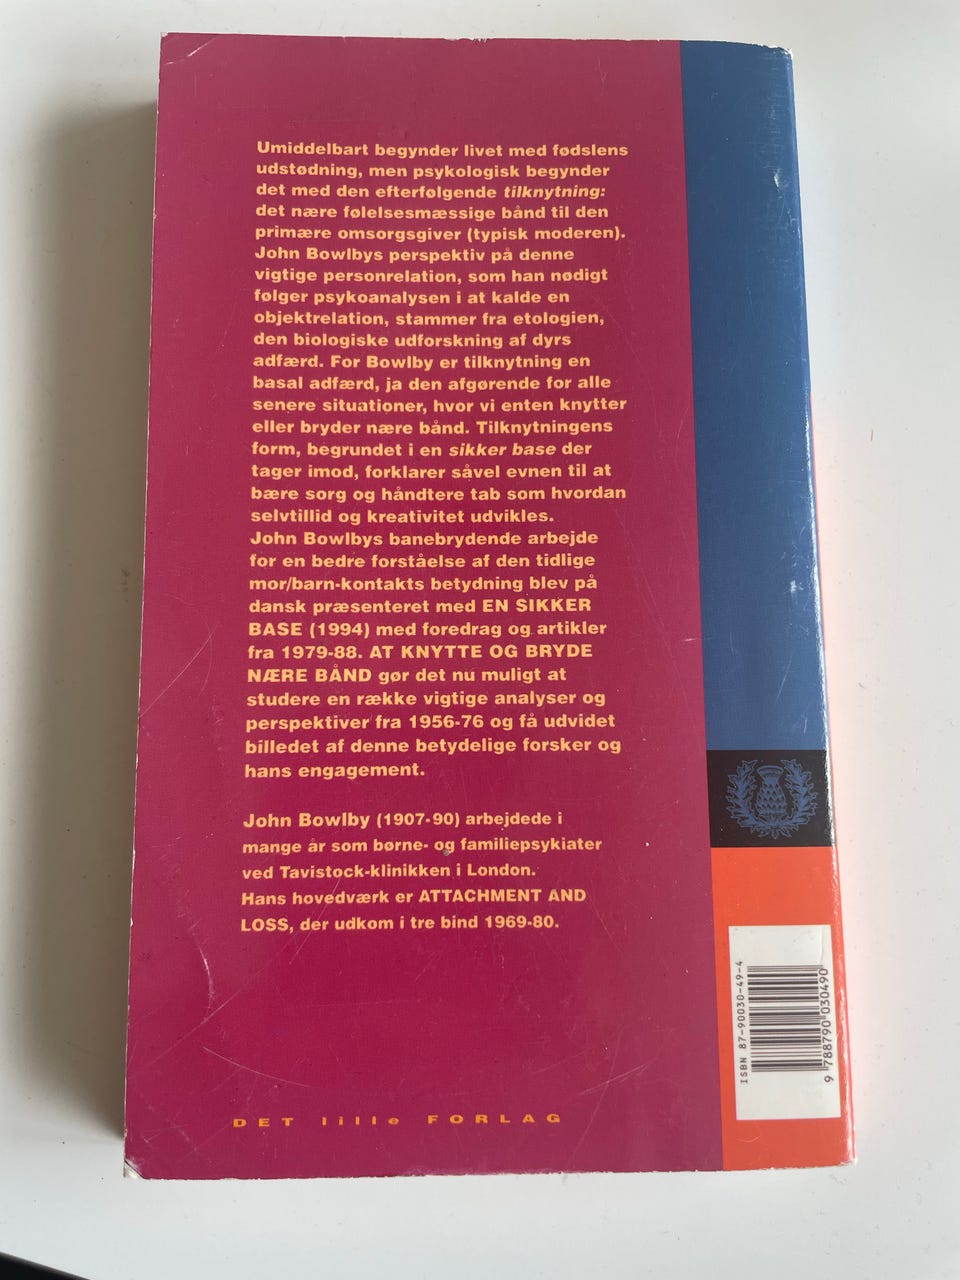 Umiddelbart begynder livet med fødslens
udstødning, men psykologisk begynder
det med den efterfølgende tilknytning:
det nære følelsesmæssige bånd til den
primære omsorgsgiver (typisk moderen).
John Bowlbys perspektiv på denne
vigtige personrelation, som han nødigt
følger psykoanalysen i at kalde en
objektrelation, stammer fra etologien,
den biologiske udforskning af dyrs
adfærd. For Bowlby er tilknytning en
basal adfærd, ja den afgørende for alle
senere situationer, hvor vi enten knytter
eller bryder nære bånd. Tilknytningens
form, begrundet i en sikker base der
tager imod, forklarer såvel evnen til at
bære sorg og håndtere tab som hvordan
selvtillid og kreativitet udvikles.
John Bowlbys banebrydende arbejde
for en bedre forståelse af den tidlige
mor/barn-kontakts betydning blev på
dansk præsenteret med EN SIKKER
BASE (1994) med foredrag og artikler
fra 1979-88. AT KNYTTE OG BRYDE
NÆRE BÅND gør det nu muligt at
studere en række vigtige analyser og
perspektiver fra 1956-76 og få udvidet
billedet af denne betydelige forsker og
hans engagement.
John Bowlby (1907-90) arbejdede i
mange år som børne- og familiepsykiater
ved Tavistock-klinikken i London.
Hans hovedværk er ATTACHMENT AND
LOSS, der udkom i tre bind 1969-80.
DET lille FORLAG
ISBN 87-90030-49-4
9 788790 030490